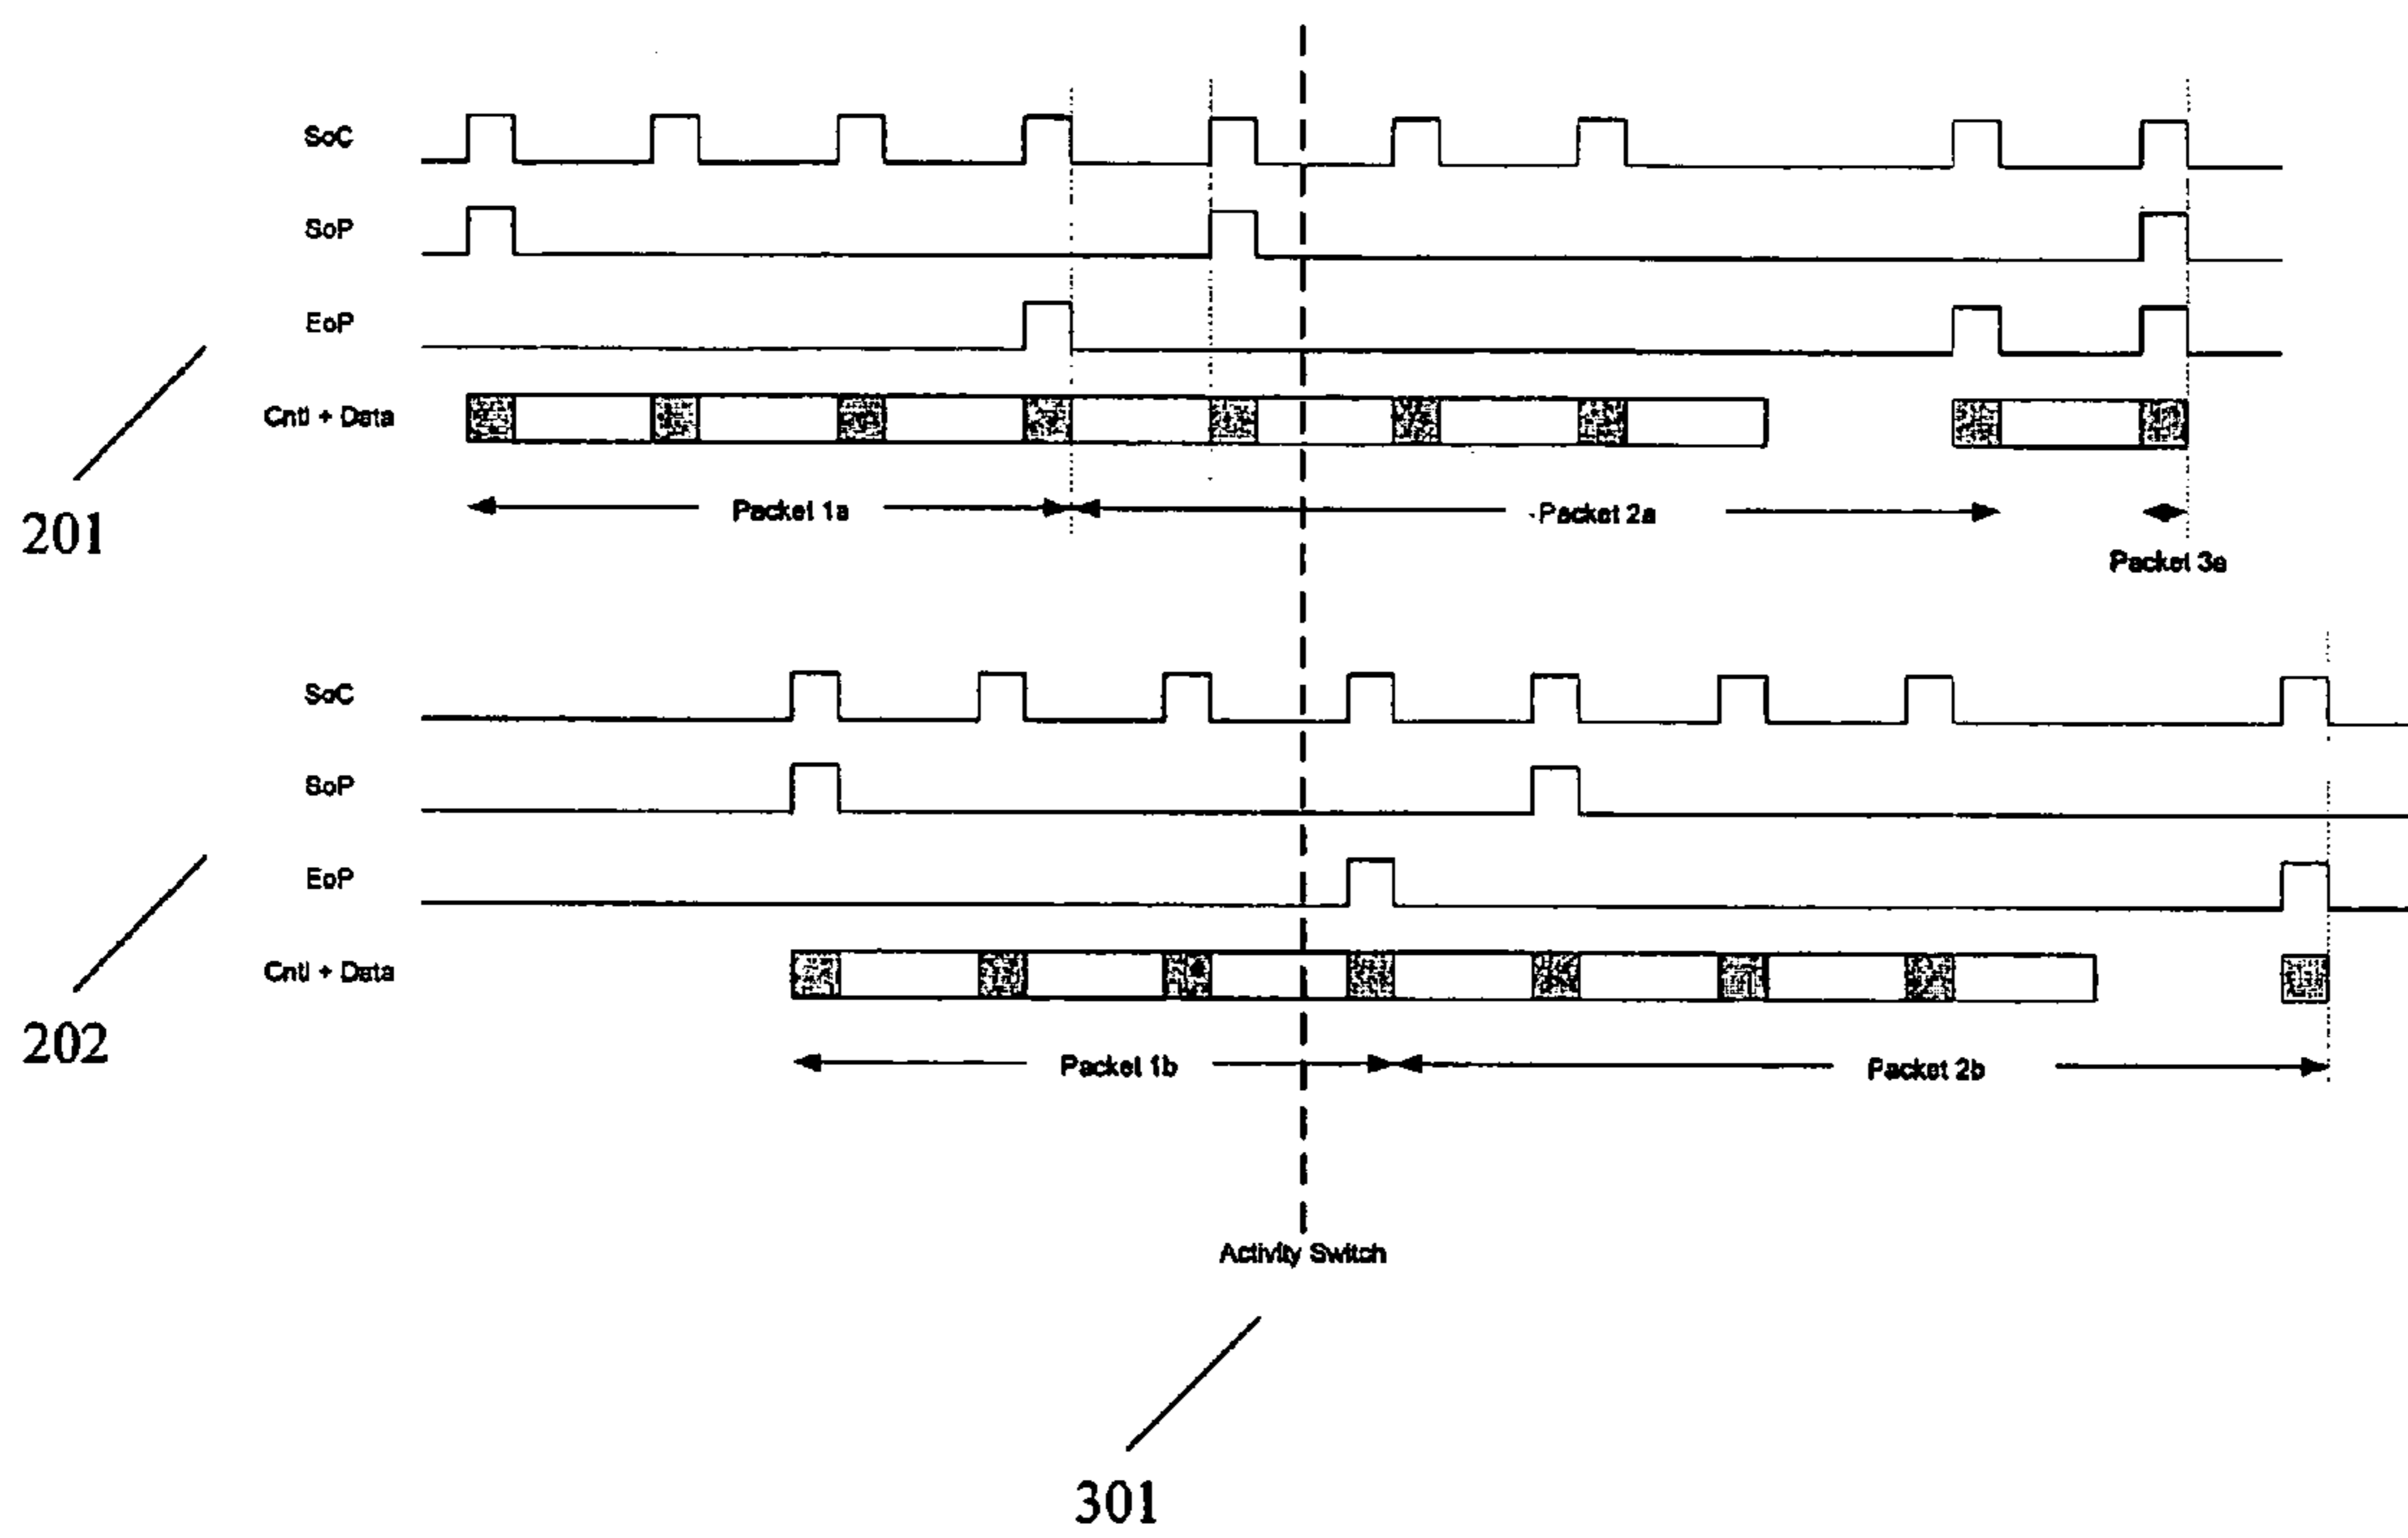 SoC
SoP
EoP
Cntl + Data
Packet 1a
Packet 2a
201
Packet 3a
SoC
SoP
EoP
Cntl + Data
202
Packet 1b
Packet 2b
Activity Switch
301